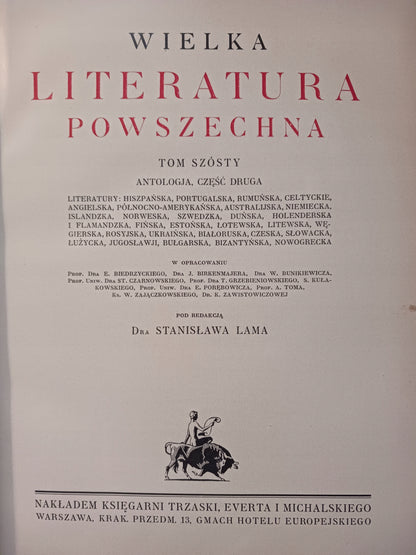 WIELKA
LITERATURA
POWSZECHNA
TOM SZÓSTY
ANTOLOGJA, CZĘŚĆ DRUGA
LITERATURY: HISZPAŃSKA, PORTUGALSKA, RUMUŃSKA, CELTYCKIE,
ANGIELSKA, PÓŁNOCNO-AMERYKAŃSKA, AUSTRALIJSKA, NIEMIECKA,
ISLANDZKA, NORWESKA, SZWEDZKA, DUŃSKA, HOLENDERSKA
I FLAMANDZKA, FIŃSKA, ESTOŃSKA, ŁOTEWSKA, LITEWSKA, WĘ-
GIERSKA, ROSYJSKA, UKRAIŃSKA, BIAŁORUSKA, CZESKA, SŁOWACKA,
ŁUŻYCKA, JUGOSŁAWJI, BUŁGARSKA, BIZANTYŃSKA, NOWOGRECKA
W OPRACOWANIU
PROF. DRA E. BIEDRZYCKIEGO, DRA J. BIRKENMAJERA, DRA W. BUNIKIEWICZA,
PROF. UNIW. DRA ST. CZARNOWSKIEGO, PROF. DRA T. GRZEBIENIOWSKIEGO, S. KUŁA-
KOWSKIEGO, PROF. UNIW. DRA E. PORĘBOWICZA, PROF. A. TOMA,
KS. W. ZAJĄCZKOWSKIEGO, DR. K. ZAWISTOWICZOWEJ
POD REDAKCJĄ
DRA STANISŁAWA LAMA
NAKŁADEM KSIĘGARNI TRZASKI, EVERTA I MICHALSKIEGO
WARSZAWA, KRAK. PRZEDM. 13, GMACH HOTELU EUROPEJSKIEGO